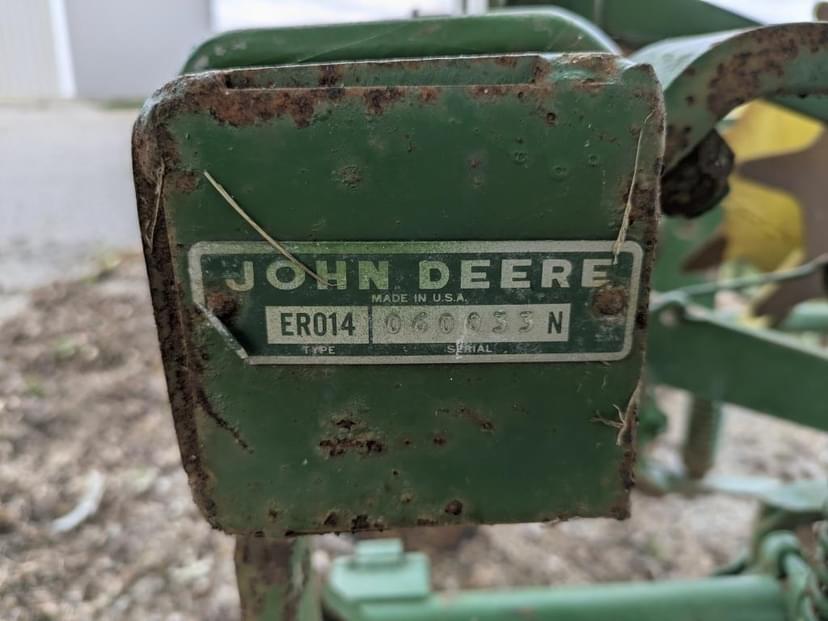 JOHN DEERE
MADE IN U.S.A.
ER014 060033 N
TYPE SERIAL